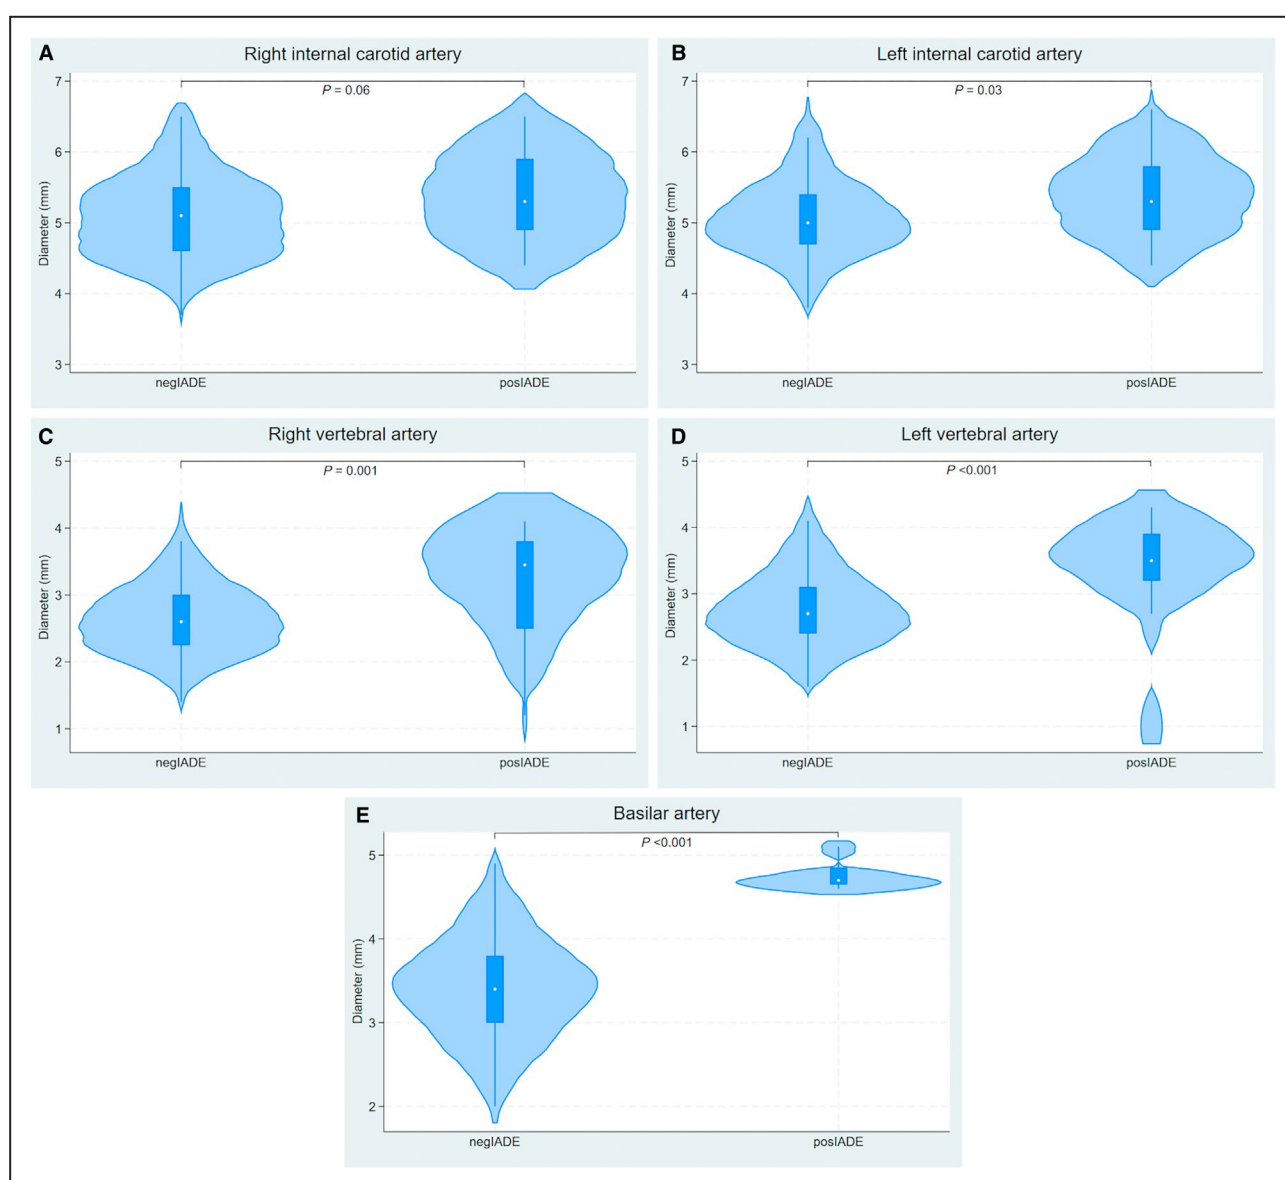 A Right internal carotid artery
7
P = 0.06
6
5
4
3
Diameter (mm)
negIADE posIADE
B Left internal carotid artery
7
P = 0.03
6
5
4
3
Diameter (mm)
negIADE posIADE
C Right vertebral artery
5
P = 0.001
4
3
2
1
Diameter (mm)
negIADE posIADE
D Left vertebral artery
5
P <0.001
4
3
2
1
Diameter (mm)
negIADE posIADE
E Basilar artery
P <0.001
5
4
3
2
Diameter (mm)
negIADE posIADE